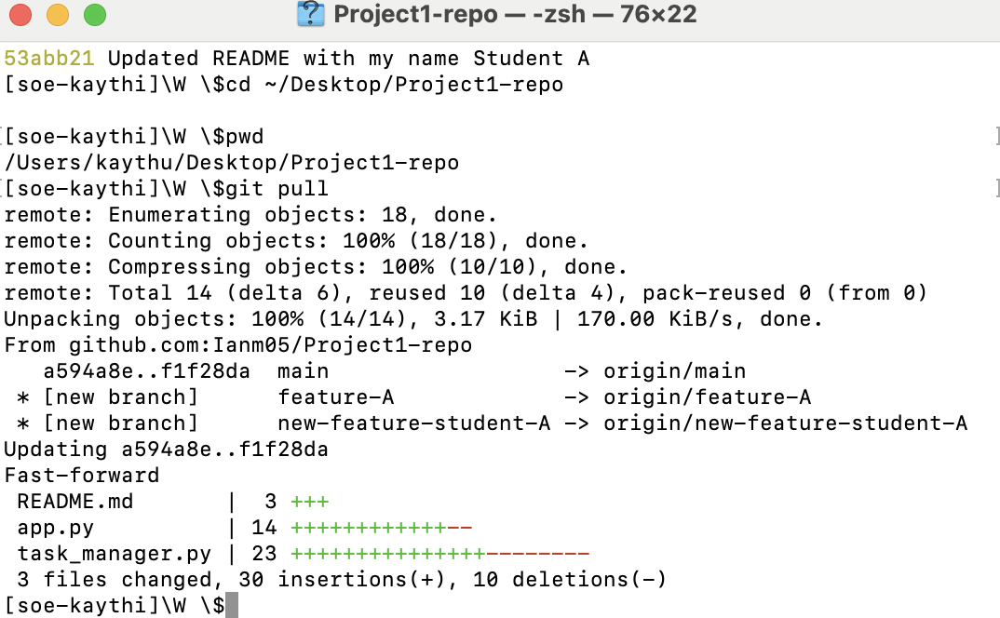 Project1-repo — -zsh — 76×22
53abb21 Updated README with my name Student A
[soe-kaythi]\W \$cd ~/Desktop/Project1-repo
[[soe-kaythi]\W \$pwd ]
/Users/kaythu/Desktop/Project1-repo
[[soe-kaythi]\W \$git pull ]
remote: Enumerating objects: 18, done.
remote: Counting objects: 100% (18/18), done.
remote: Compressing objects: 100% (10/10), done.
remote: Total 14 (delta 6), reused 10 (delta 4), pack-reused 0 (from 0)
Unpacking objects: 100% (14/14), 3.17 KiB | 170.00 KiB/s, done.
From github.com:Ianm05/Project1-repo
   a594a8e..f1f28da  main                  -> origin/main
 * [new branch]      feature-A             -> origin/feature-A
 * [new branch]      new-feature-student-A -> origin/new-feature-student-A
Updating a594a8e..f1f28da
Fast-forward
 README.md       |  3 +++
 app.py          | 14 ++++++++++++--
 task_manager.py | 23 +++++++++++++++--------
 3 files changed, 30 insertions(+), 10 deletions(-)
[soe-kaythi]\W \$